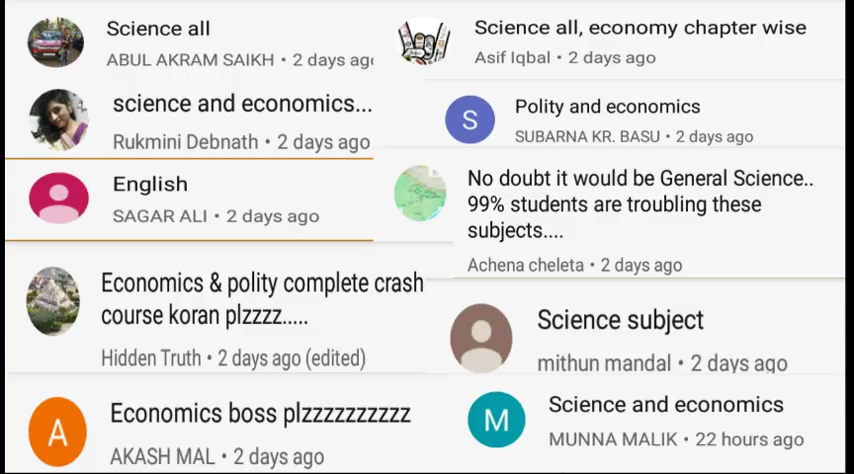 Science all
ABUL AKRAM SAIKH • 2 days ago
science and economics...
Rukmini Debnath • 2 days ago
English
SAGAR ALI • 2 days ago
Economics & polity complete crash
course koran plzzzz.....
Hidden Truth • 2 days ago (edited)
A
Economics boss plzzzzzzzzzz
AKASH MAL • 2 days ago
Science all, economy chapter wise
Asif Iqbal • 2 days ago
S
Polity and economics
SUBARNA KR. BASU • 2 days ago
No doubt it would be General Science..
99% students are troubling these
subjects....
Achena cheleta • 2 days ago
Science subject
mithun mandal • 2 days ago
M
Science and economics
MUNNA MALIK • 22 hours ago